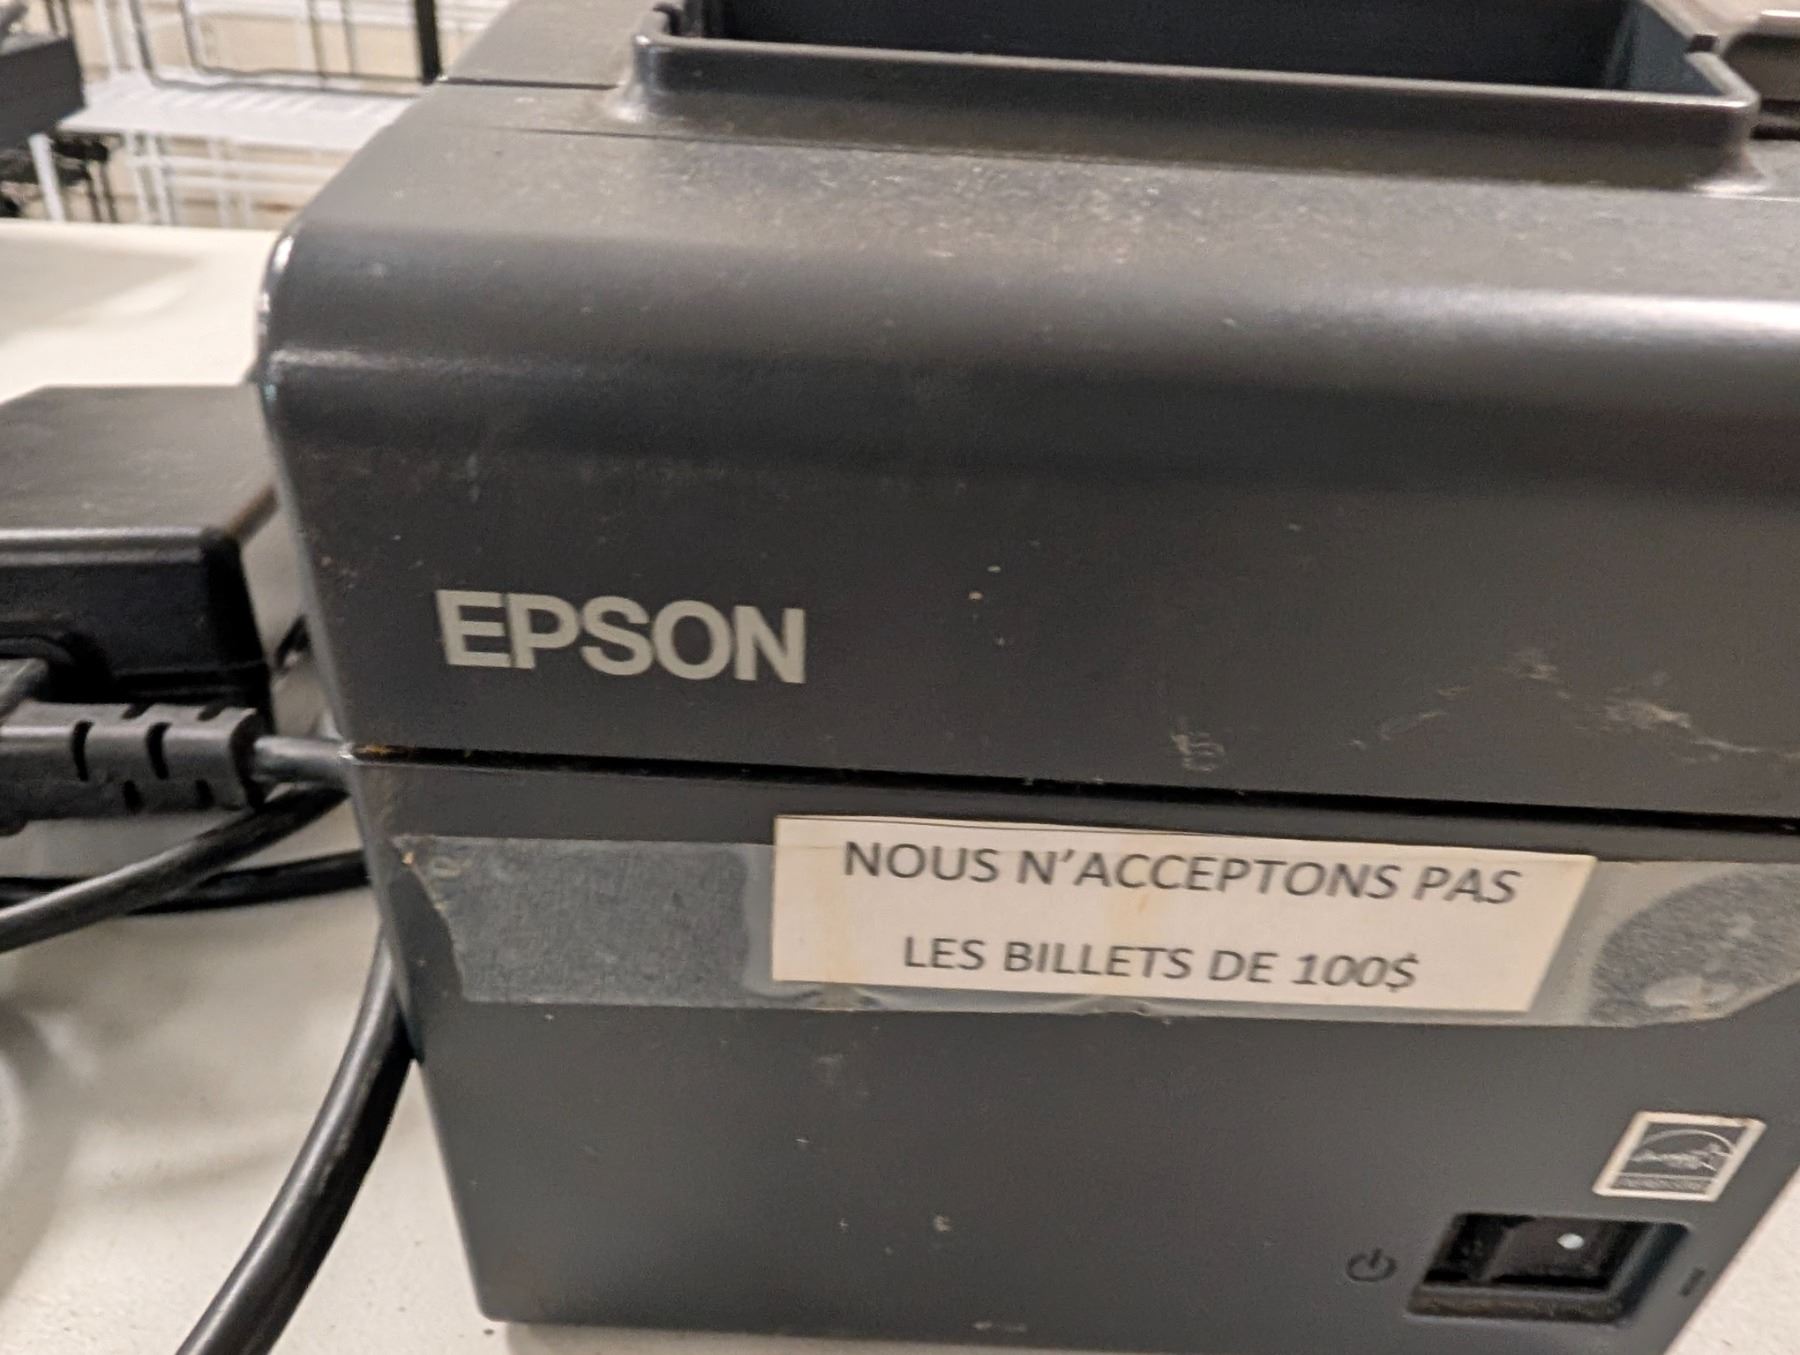 EPSON
NOUS N'ACCEPTONS PAS
LES BILLETS DE 100$